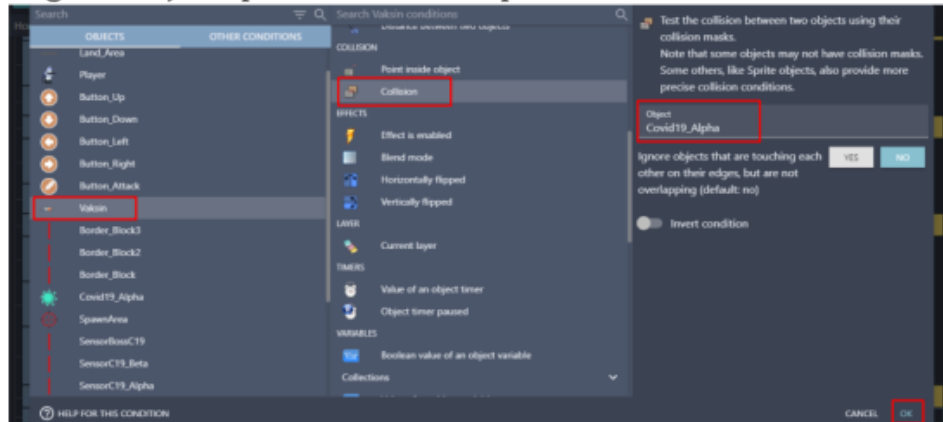 Search
OBJECTS
OTHER CONDITIONS
Land_Area
Player
Button_Up
Button_Down
Button_Left
Button_Right
Button_Attack
Vaksin
Border_Block3
Border_Block2
Border_Block
Covid19_Alpha
SpawnArea
SensorBossC19
SensorC19_Beta
SensorC19_Alpha
HELP FOR THIS CONDITION
Search Vaksin conditions
Distance between two objects
COLLISION
Point inside object
Collision
EFFECTS
Effect is enabled
Blend mode
Horizontally flipped
Vertically flipped
LAYER
Current layer
TIMERS
Value of an object timer
Object timer paused
VARIABLES
Boolean value of an object variable
Collections
Test the collision between two objects using their
collision masks.
Note that some objects may not have collision masks.
Some others, like Sprite objects, also provide more
precise collision conditions.
Object
Covid19_Alpha
Ignore objects that are touching each
other on their edges, but are not
overlapping (default: no)
YES
NO
Invert condition
CANCEL
OK